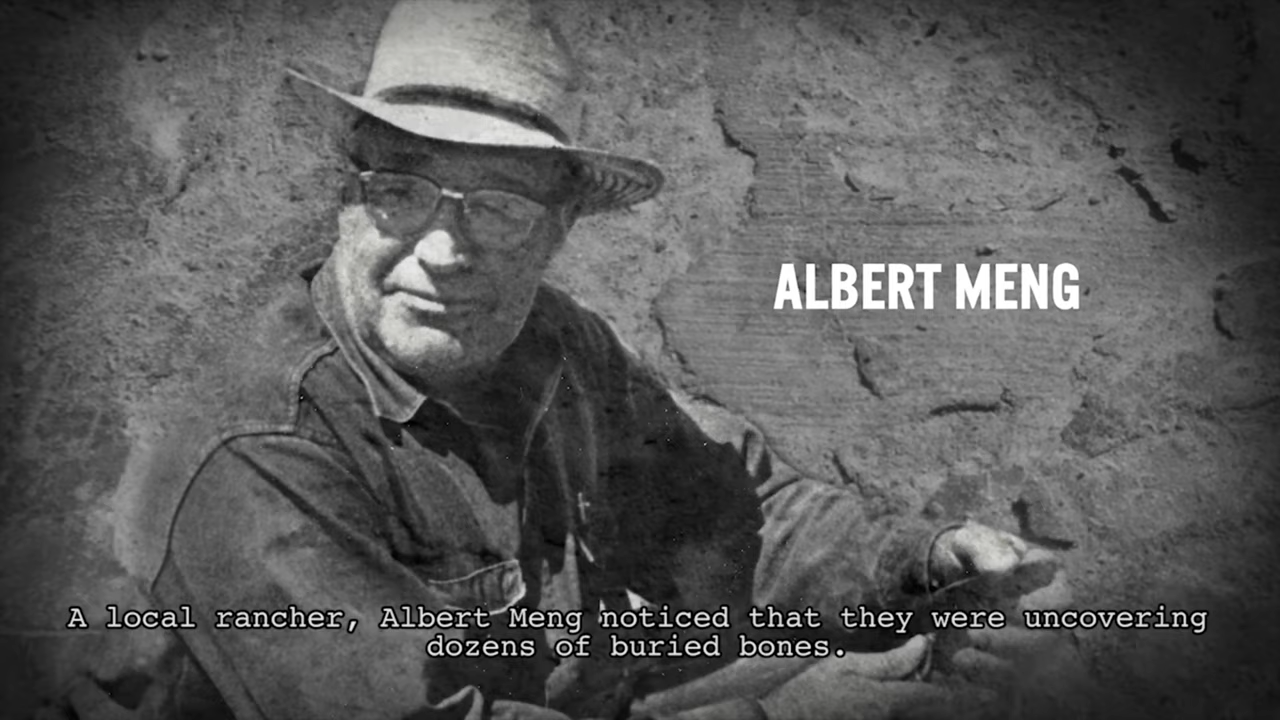 ALBERT MENG
A local rancher, Albert Meng noticed that they were uncovering
dozens of buried bones.